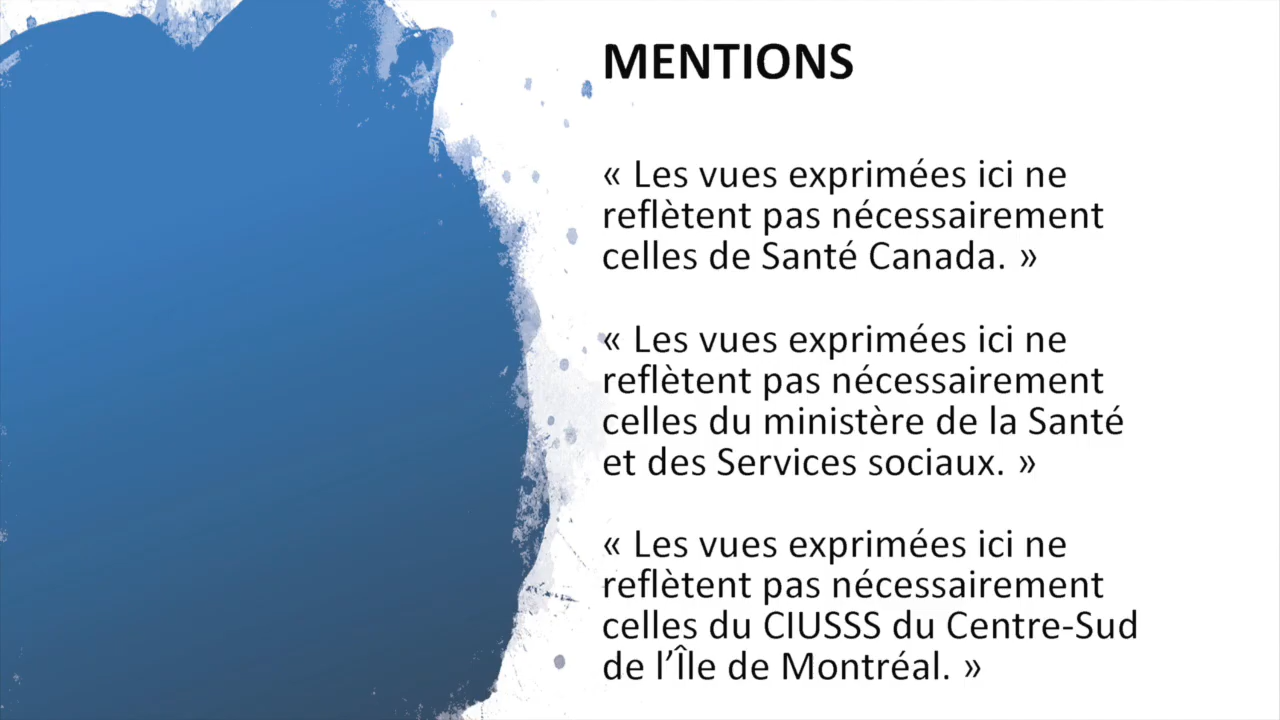 MENTIONS
« Les vues exprimées ici ne
reflètent pas nécessairement
celles de Santé Canada. »
« Les vues exprimées ici ne
reflètent pas nécessairement
celles du ministère de la Santé
et des Services sociaux. »
« Les vues exprimées ici ne
reflètent pas nécessairement
celles du CIUSSS du Centre-Sud
de l’Île de Montréal. »